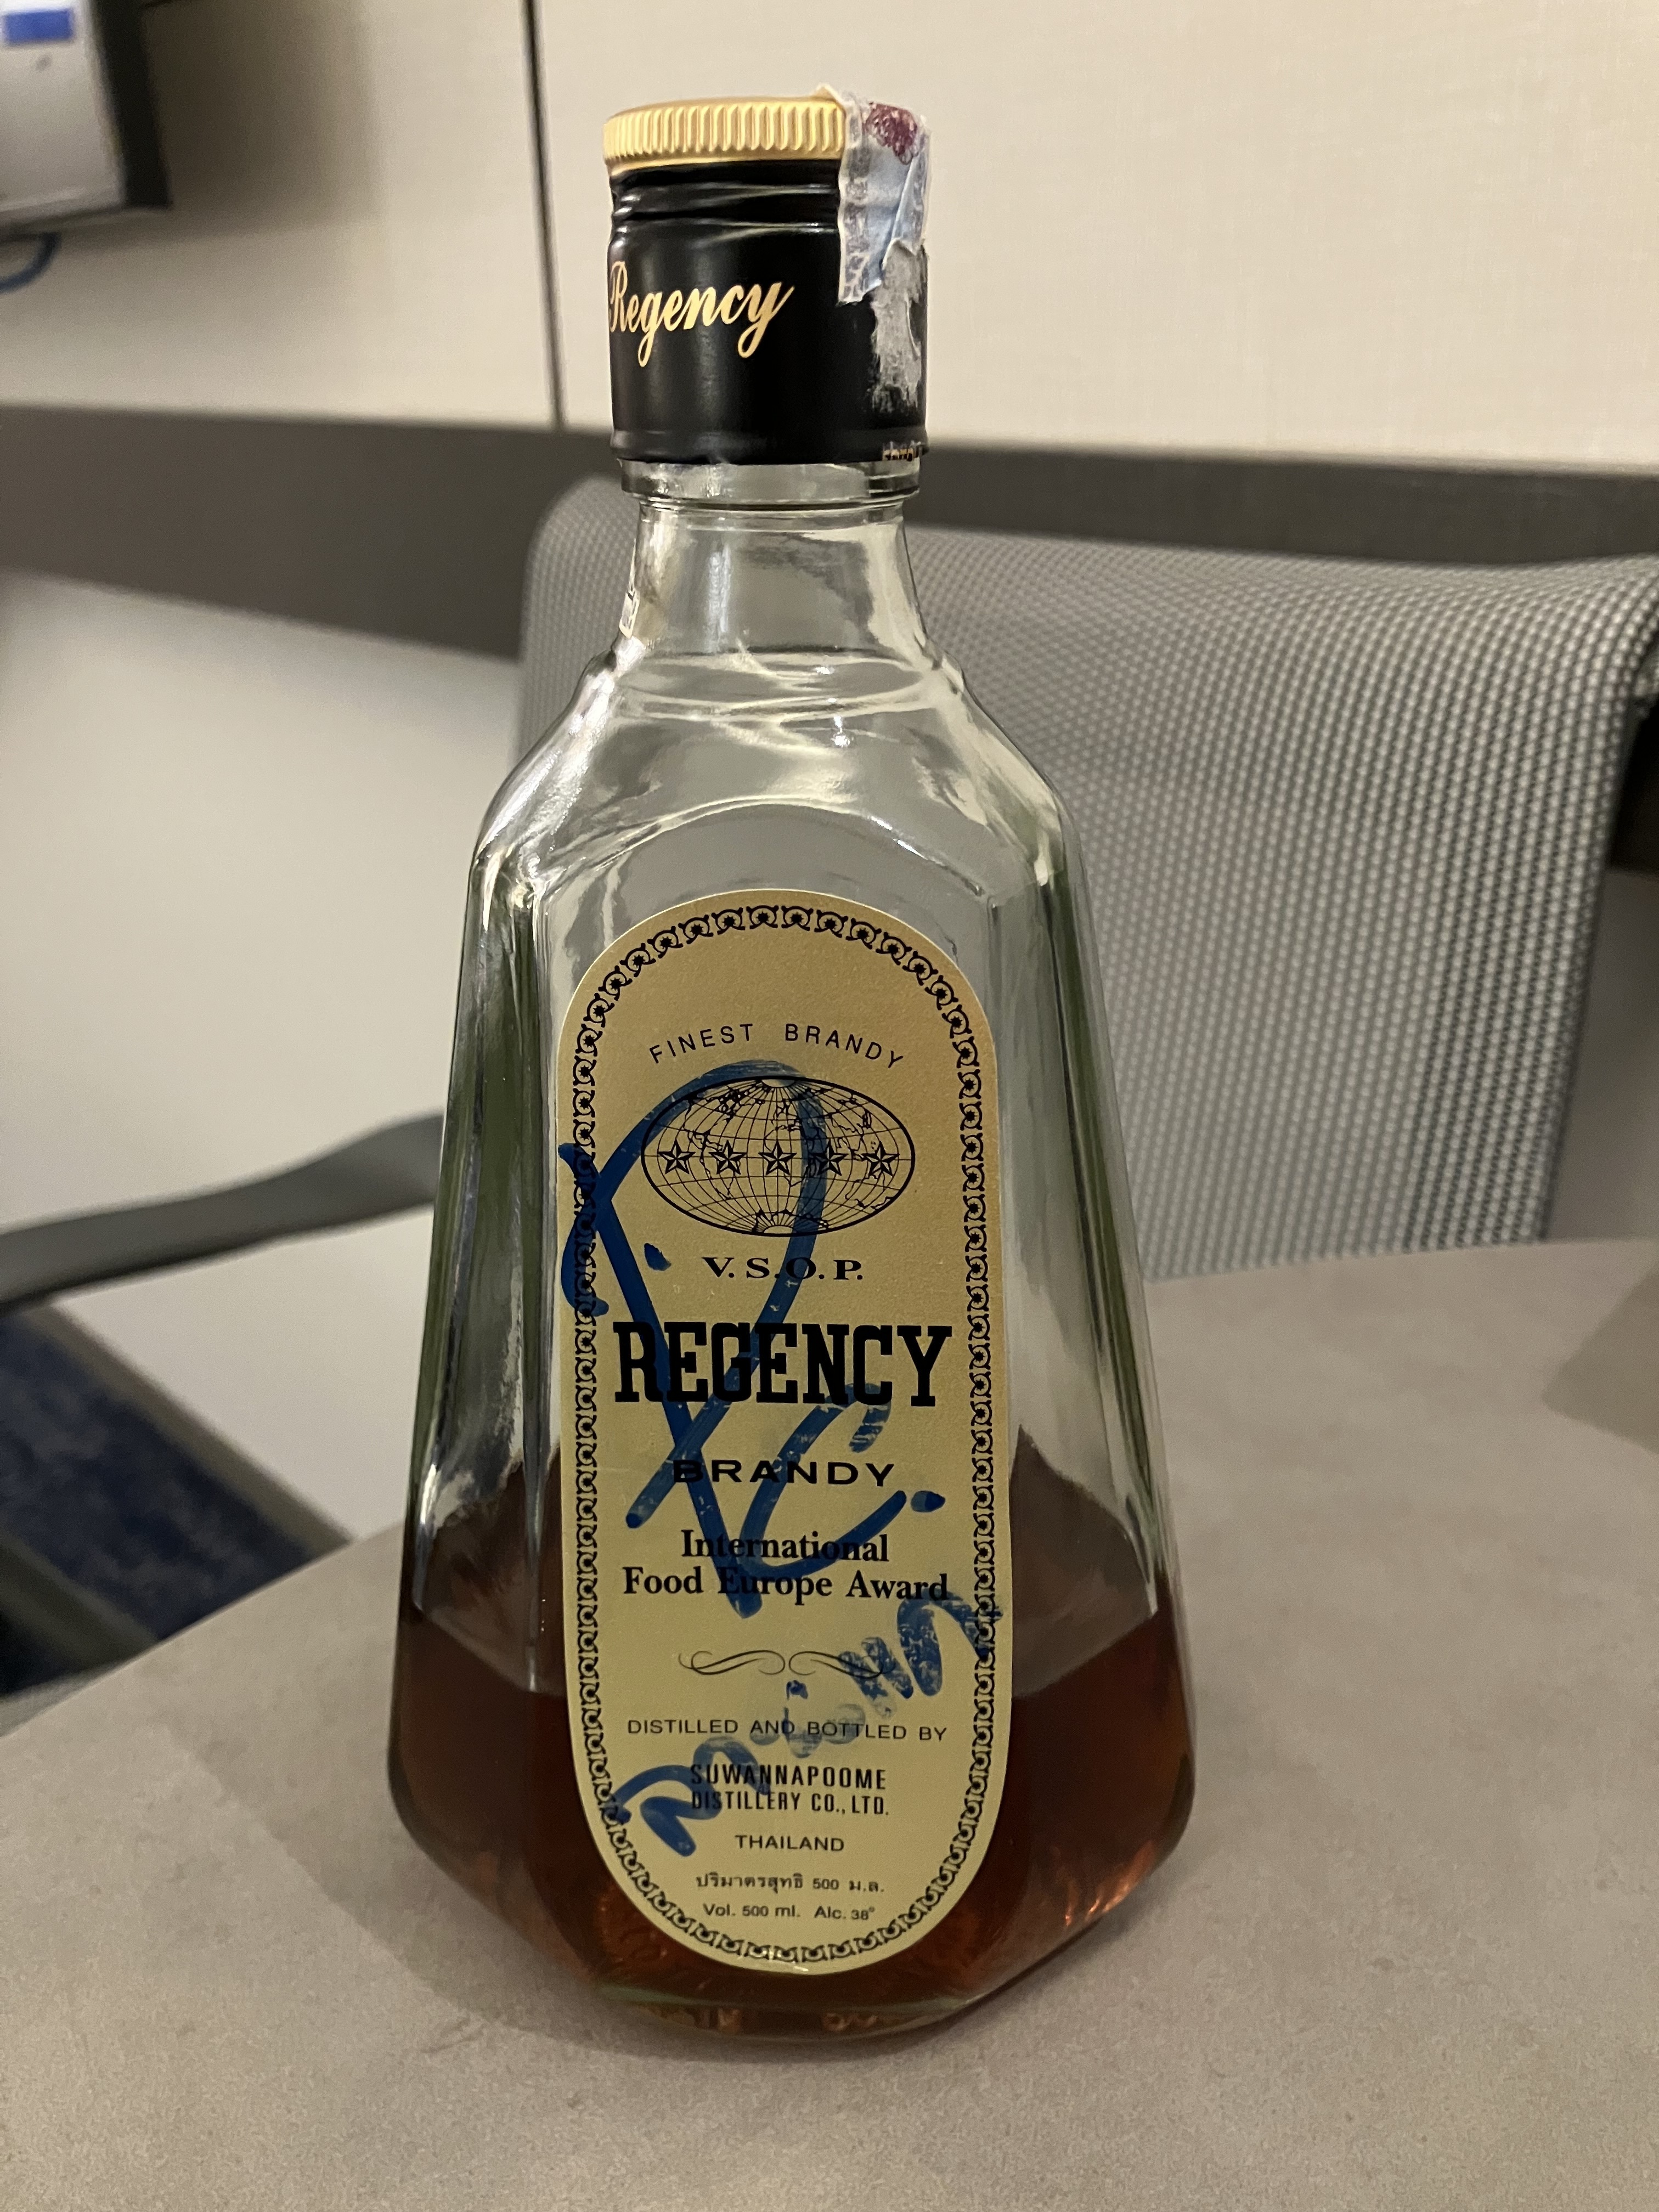 Regency
FINEST BRANDY
V.S.O.P.
REGENCY
BRANDY
International
Food Europe Award
DISTILLED AND BOTTLED BY
SUWANNAPOOME
DISTILLERY CO., LTD.
THAILAND
ปริมาตรสุทธิ 500 ม.ล.
Vol. 500 ml. Alc. 38°